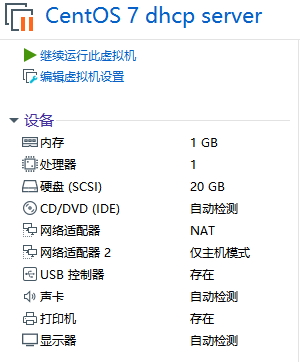 CentOS 7 dhcp server
继续运行此虚拟机
编辑虚拟机设置
设备
内存 1 GB
处理器 1
硬盘 (SCSI) 20 GB
CD/DVD (IDE) 自动检测
网络适配器 NAT
网络适配器 2 仅主机模式
USB 控制器 存在
声卡 自动检测
打印机 存在
显示器 自动检测